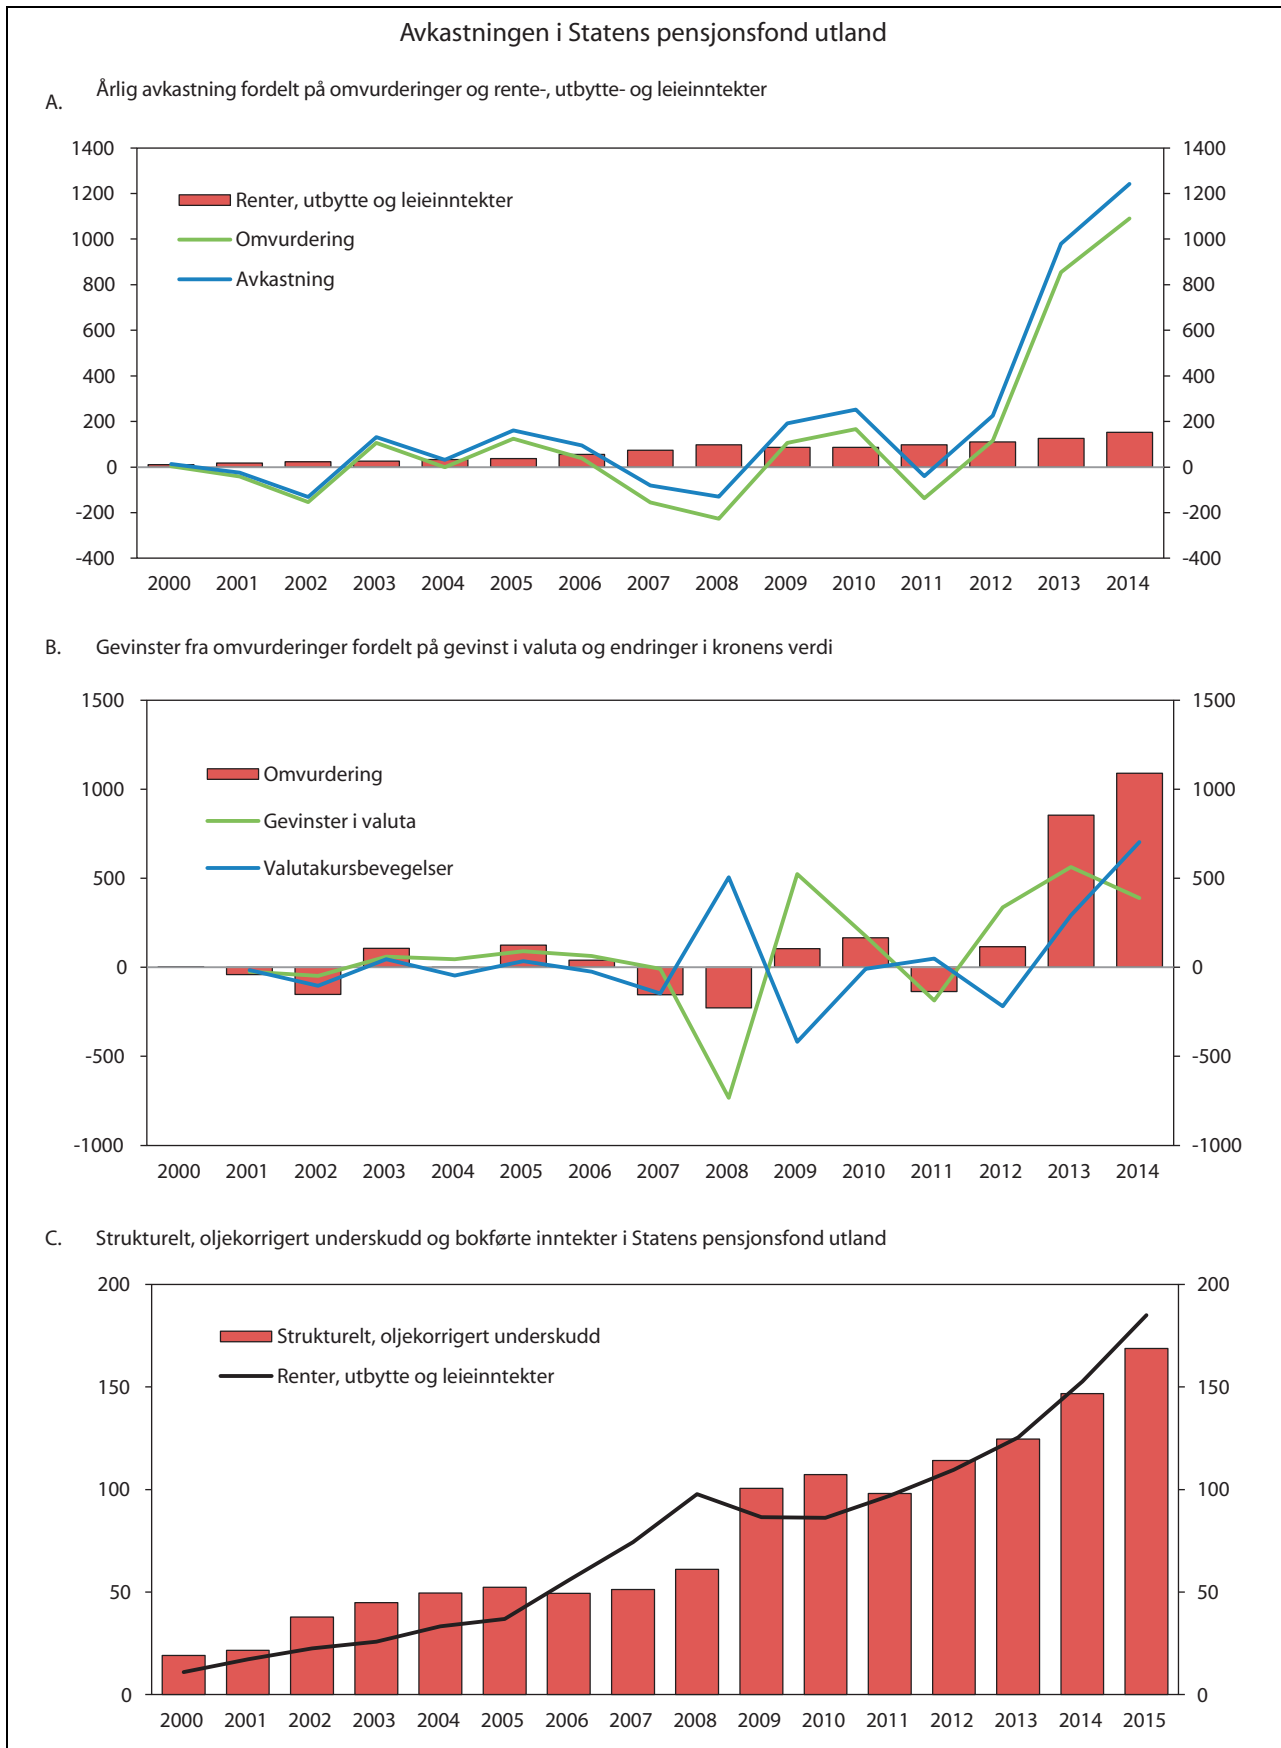 Avkastningen i Statens pensjonsfond utland
A. Årlig avkastning fordelt på omvurderinger og rente-, utbytte- og leieinntekter
1400 1400
1200 Renter, utbytte og leieinntekter 1200
1000 Omvurdering 1000
800 Avkastning 800
600 600
400 400
200 200
0 0
-200 -200
-400 -400
2000 2001 2002 2003 2004 2005 2006 2007 2008 2009 2010 2011 2012 2013 2014
B. Gevinster fra omvurderinger fordelt på gevinst i valuta og endringer i kronens verdi
1500 1500
Omvurdering
1000 1000
Gevinster i valuta
Valutakursbevegelser
500 500
0 0
-500 -500
-1000 -1000
2000 2001 2002 2003 2004 2005 2006 2007 2008 2009 2010 2011 2012 2013 2014
C. Strukturelt, oljekorrigert underskudd og bokførte inntekter i Statens pensjonsfond utland
200 200
Strukturelt, oljekorrigert underskudd
Renter, utbytte og leieinntekter
150 150
100 100
50 50
0 0
2000 2001 2002 2003 2004 2005 2006 2007 2008 2009 2010 2011 2012 2013 2014 2015